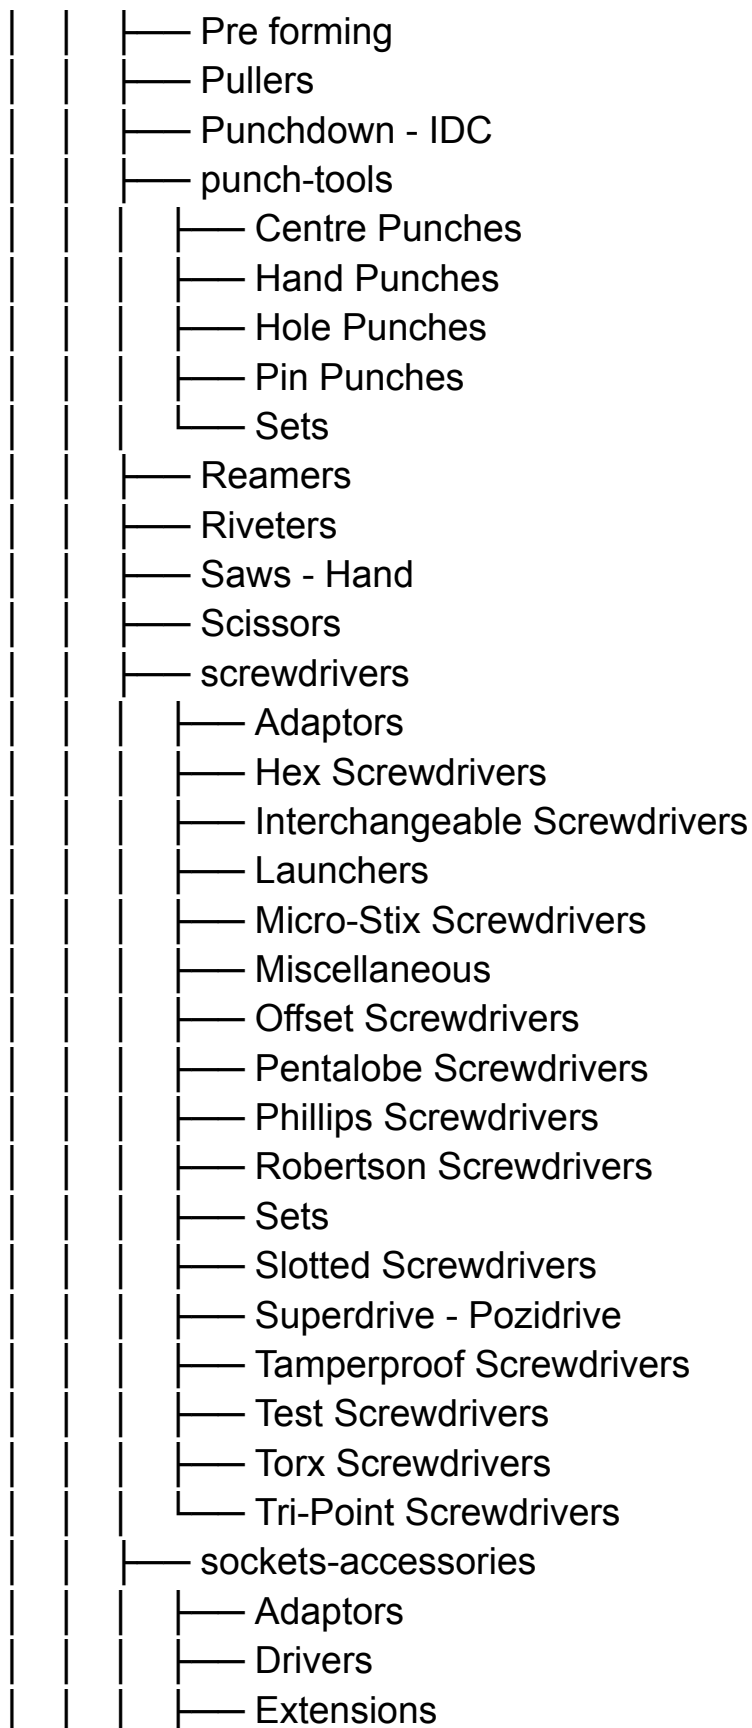 │   │   ├── Pre forming
│   │   ├── Pullers
│   │   ├── Punchdown - IDC
│   │   ├── punch-tools
│   │   │   ├── Centre Punches
│   │   │   ├── Hand Punches
│   │   │   ├── Hole Punches
│   │   │   ├── Pin Punches
│   │   │   └── Sets
│   │   ├── Reamers
│   │   ├── Riveters
│   │   ├── Saws - Hand
│   │   ├── Scissors
│   │   ├── screwdrivers
│   │   │   ├── Adaptors
│   │   │   ├── Hex Screwdrivers
│   │   │   ├── Interchangeable Screwdrivers
│   │   │   ├── Launchers
│   │   │   ├── Micro-Stix Screwdrivers
│   │   │   ├── Miscellaneous
│   │   │   ├── Offset Screwdrivers
│   │   │   ├── Pentalobe Screwdrivers
│   │   │   ├── Phillips Screwdrivers
│   │   │   ├── Robertson Screwdrivers
│   │   │   ├── Sets
│   │   │   ├── Slotted Screwdrivers
│   │   │   ├── Superdrive - Pozidrive
│   │   │   ├── Tamperproof Screwdrivers
│   │   │   ├── Test Screwdrivers
│   │   │   ├── Torx Screwdrivers
│   │   │   └── Tri-Point Screwdrivers
│   │   ├── sockets-accessories
│   │   │   ├── Adaptors
│   │   │   ├── Drivers
│   │   │   ├── Extensions